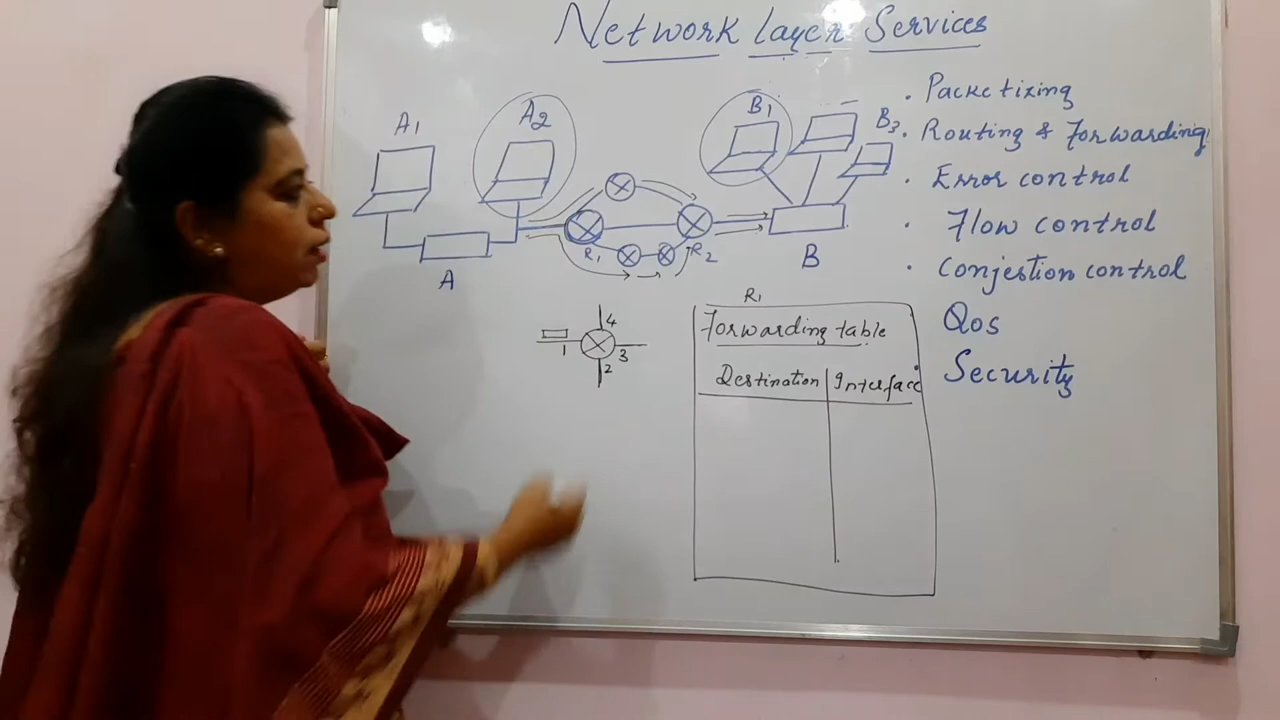 Network layer Services
A1
A2
B1
B3
R1
R2
A
B
. Packetizing
. Routing & Forwarding
. Error control
. Flow control
. Conjestion control
Qos
Security
4
1
3
2
R1
Forwarding table
Destination | Interface